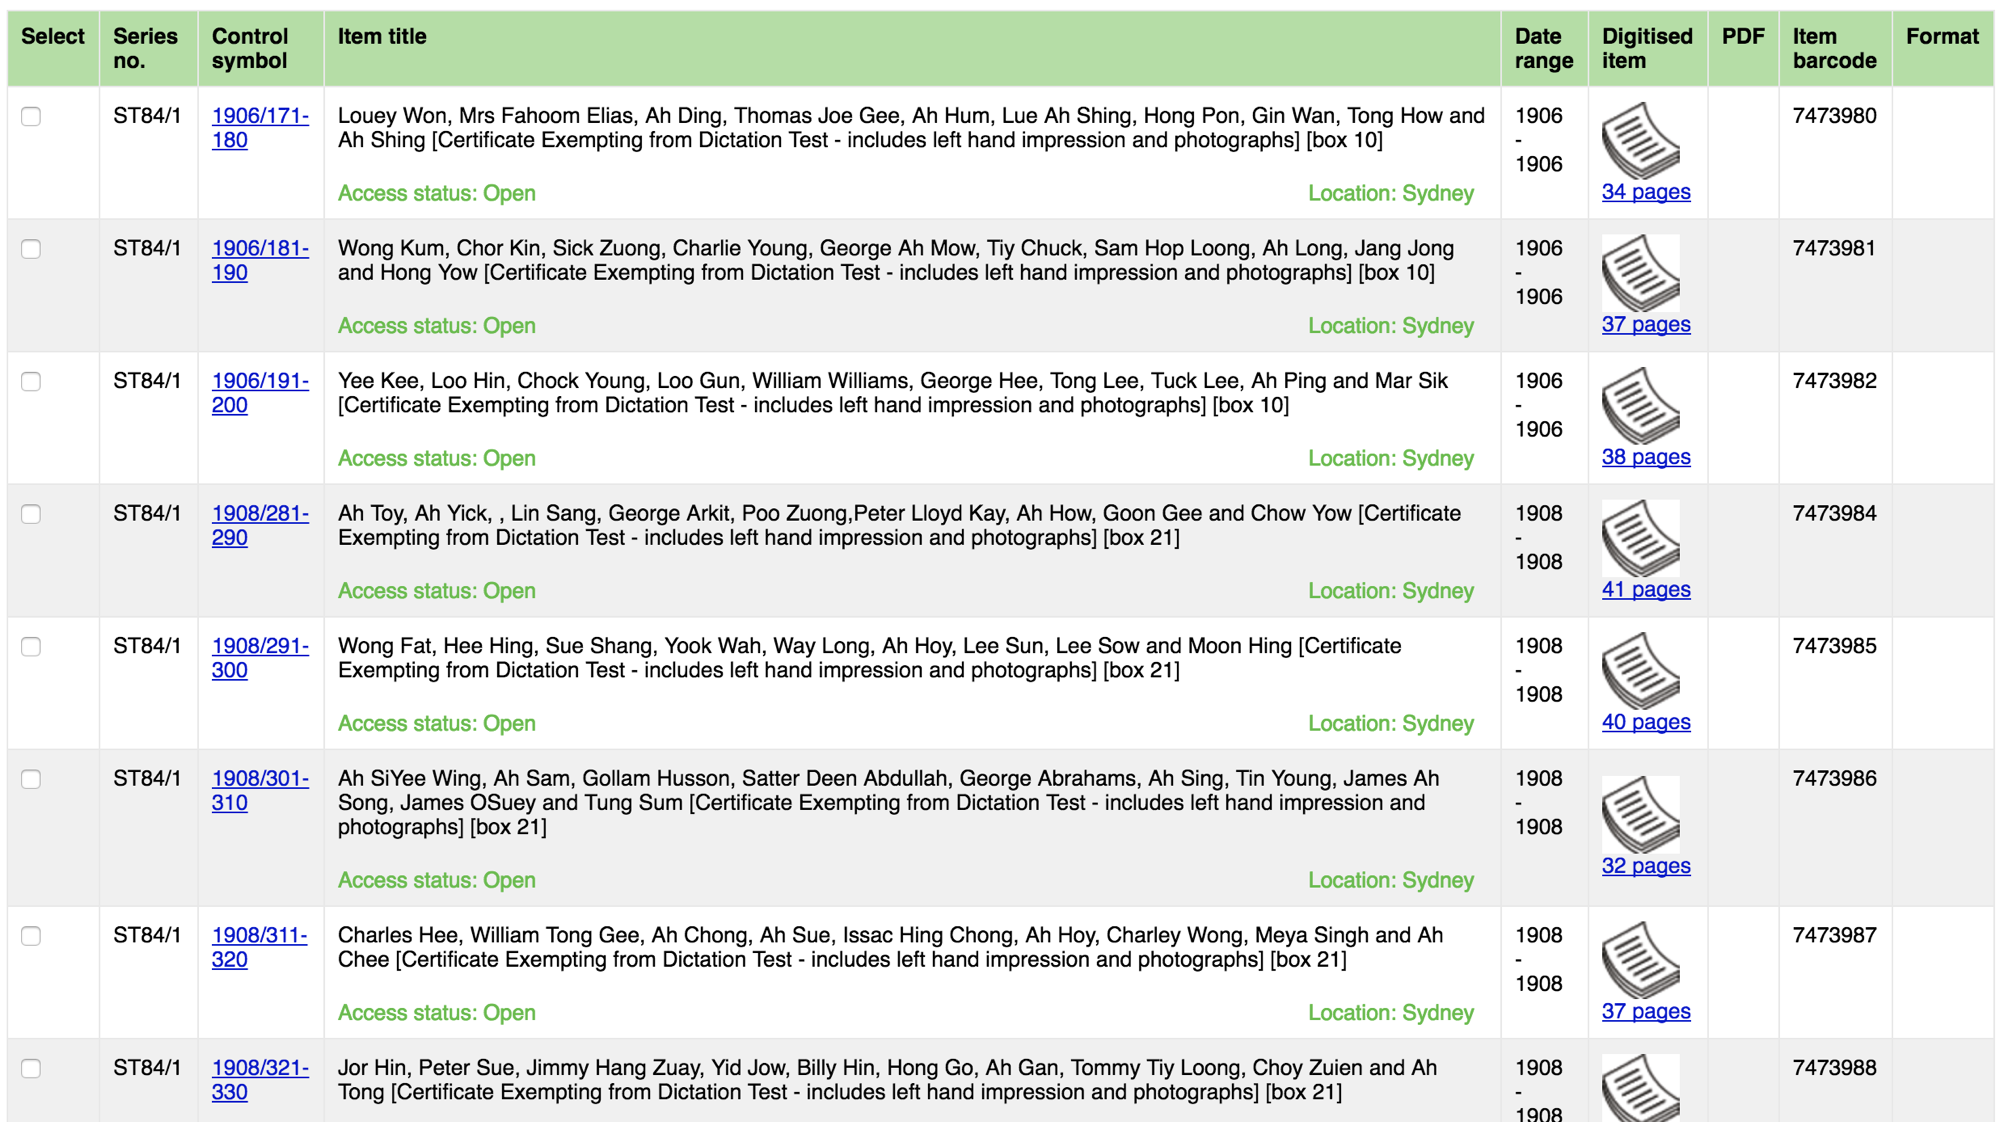 Select Series no. Control symbol Item title Date range Digitised item PDF Item barcode Format
ST84/1 1906/171-180
Louey Won, Mrs Fahoom Elias, Ah Ding, Thomas Joe Gee, Ah Hum, Lue Ah Shing, Hong Pon, Gin Wan, Tong How and
Ah Shing [Certificate Exempting from Dictation Test - includes left hand impression and photographs] [box 10]
Access status: Open Location: Sydney
1906 - 1906
34 pages
7473980
ST84/1 1906/181-190
Wong Kum, Chor Kin, Sick Zuong, Charlie Young, George Ah Mow, Tiy Chuck, Sam Hop Loong, Ah Long, Jang Jong
and Hong Yow [Certificate Exempting from Dictation Test - includes left hand impression and photographs] [box 10]
Access status: Open Location: Sydney
1906 - 1906
37 pages
7473981
ST84/1 1906/191-200
Yee Kee, Loo Hin, Chock Young, Loo Gun, William Williams, George Hee, Tong Lee, Tuck Lee, Ah Ping and Mar Sik
[Certificate Exempting from Dictation Test - includes left hand impression and photographs] [box 10]
Access status: Open Location: Sydney
1906 - 1906
38 pages
7473982
ST84/1 1908/281-290
Ah Toy, Ah Yick, , Lin Sang, George Arkit, Poo Zuong,Peter Lloyd Kay, Ah How, Goon Gee and Chow Yow [Certificate
Exempting from Dictation Test - includes left hand impression and photographs] [box 21]
Access status: Open Location: Sydney
1908 - 1908
41 pages
7473984
ST84/1 1908/291-300
Wong Fat, Hee Hing, Sue Shang, Yook Wah, Way Long, Ah Hoy, Lee Sun, Lee Sow and Moon Hing [Certificate
Exempting from Dictation Test - includes left hand impression and photographs] [box 21]
Access status: Open Location: Sydney
1908 - 1908
40 pages
7473985
ST84/1 1908/301-310
Ah SiYee Wing, Ah Sam, Gollam Husson, Satter Deen Abdullah, George Abrahams, Ah Sing, Tin Young, James Ah
Song, James OSuey and Tung Sum [Certificate Exempting from Dictation Test - includes left hand impression and
photographs] [box 21]
Access status: Open Location: Sydney
1908 - 1908
32 pages
7473986
ST84/1 1908/311-320
Charles Hee, William Tong Gee, Ah Chong, Ah Sue, Issac Hing Chong, Ah Hoy, Charley Wong, Meya Singh and Ah
Chee [Certificate Exempting from Dictation Test - includes left hand impression and photographs] [box 21]
Access status: Open Location: Sydney
1908 - 1908
37 pages
7473987
ST84/1 1908/321-330
Jor Hin, Peter Sue, Jimmy Hang Zuay, Yid Jow, Billy Hin, Hong Go, Ah Gan, Tommy Tiy Loong, Choy Zuien and Ah
Tong [Certificate Exempting from Dictation Test - includes left hand impression and photographs] [box 21]
1908 - 1908
7473988